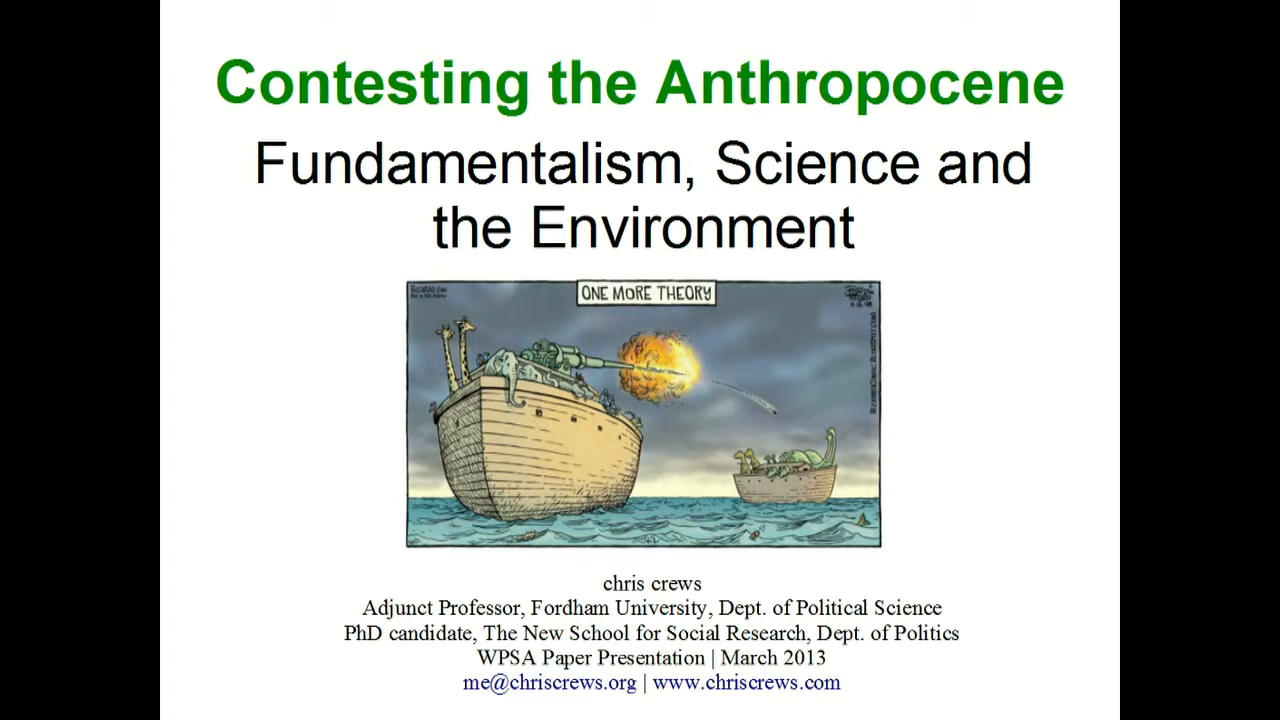 Contesting the Anthropocene
Fundamentalism, Science and
the Environment
BIZARRO.COM
ONE MORE THEORY
chris crews
Adjunct Professor, Fordham University, Dept. of Political Science
PhD candidate, The New School for Social Research, Dept. of Politics
WPSA Paper Presentation | March 2013
me@chriscrews.org | www.chriscrews.com